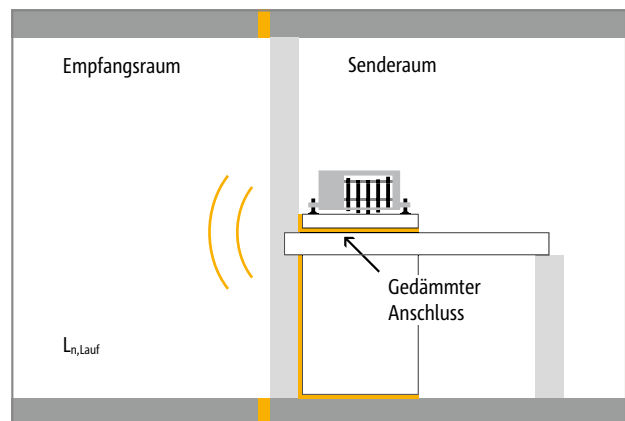 Empfangsraum
Senderaum
Gedämmter
Anschluss
Ln,Lauf